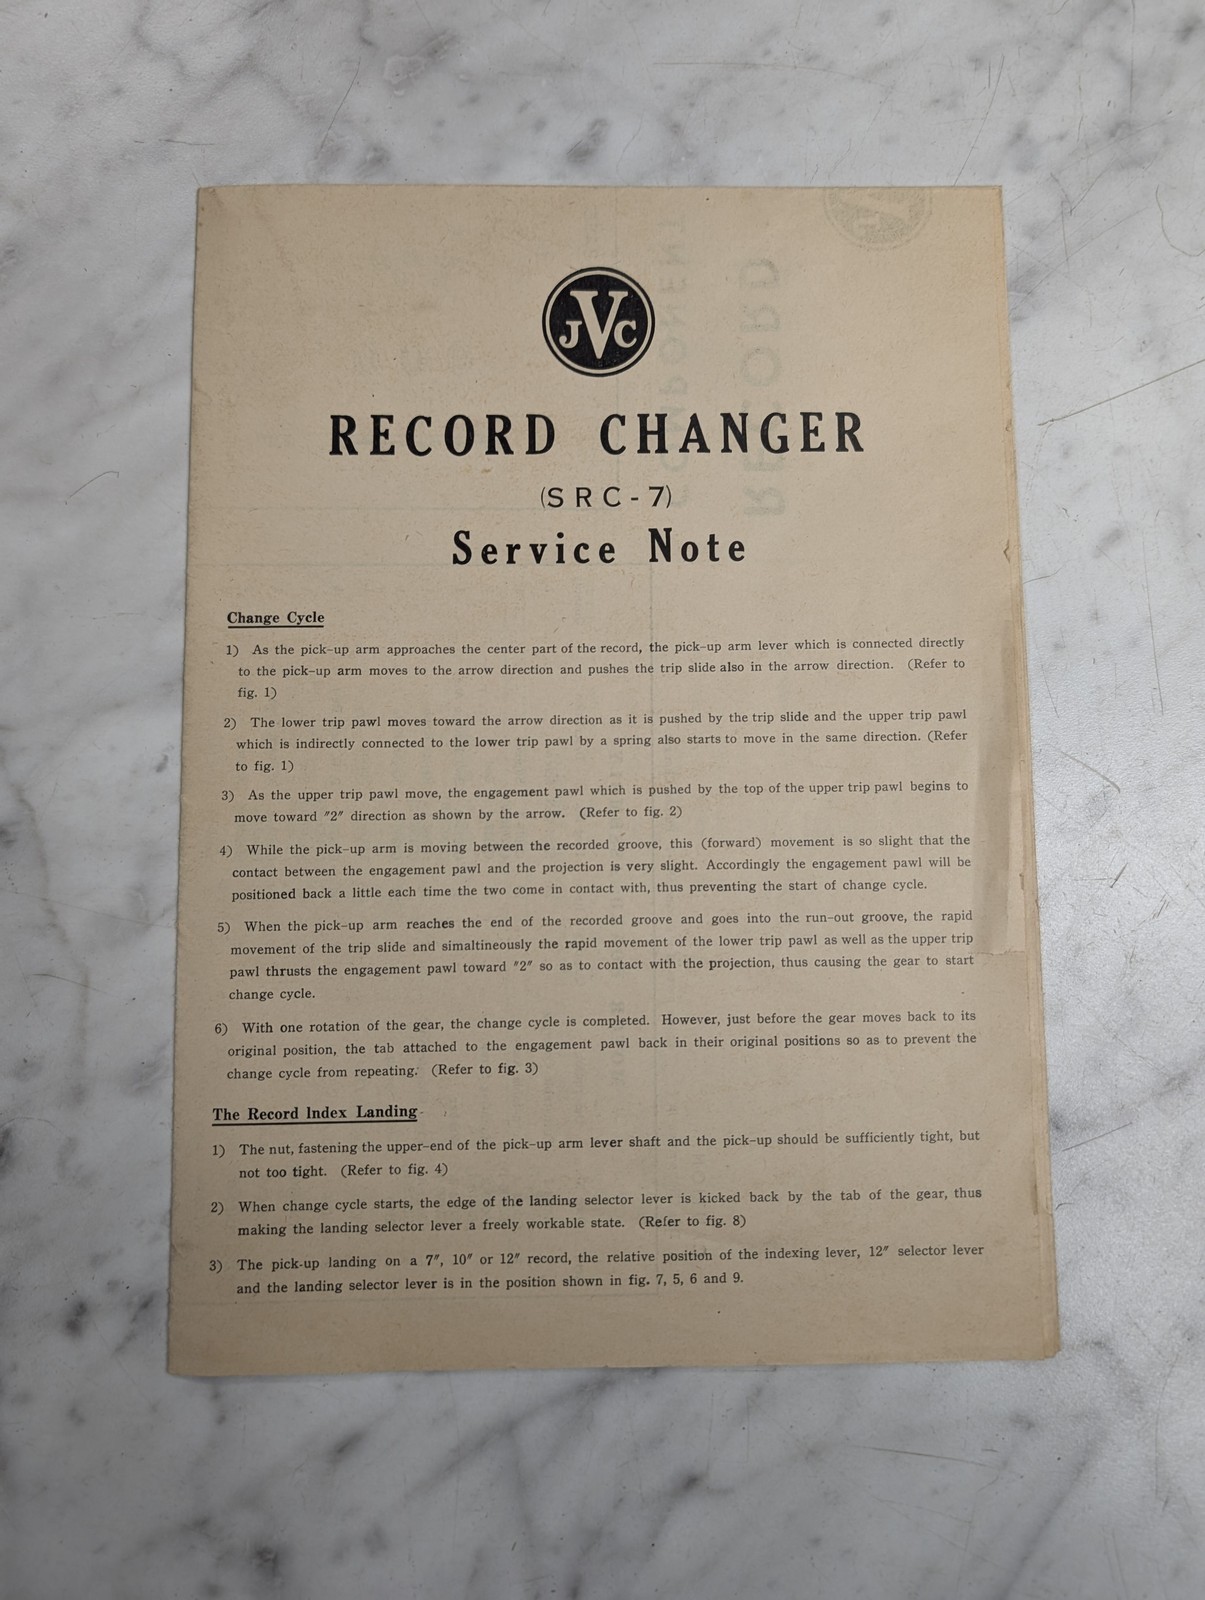 JVC
RECORD CHANGER
(SRC-7)
Service Note
Change Cycle
1) As the pick-up arm approaches the center part of the record, the pick-up arm lever which is connected directly
to the pick-up arm moves to the arrow direction and pushes the trip slide also in the arrow direction. (Refer to
fig. 1)
2) The lower trip pawl moves toward the arrow direction as it is pushed by the trip slide and the upper trip pawl
which is indirectly connected to the lower trip pawl by a spring also starts to move in the same direction. (Refer
to fig. 1)
3) As the upper trip pawl move, the engagement pawl which is pushed by the top of the upper trip pawl begins to
move toward "2" direction as shown by the arrow. (Refer to fig. 2)
4) While the pick-up arm is moving between the recorded groove, this (forward) movement is so slight that the
contact between the engagement pawl and the projection is very slight. Accordingly the engagement pawl will be
positioned back a little each time the two come in contact with, thus preventing the start of change cycle.
5) When the pick-up arm reaches the end of the recorded groove and goes into the run-out groove, the rapid
movement of the trip slide and simaltineously the rapid movement of the lower trip pawl as well as the upper trip
pawl thrusts the engagement pawl toward "2" so as to contact with the projection, thus causing the gear to start
change cycle.
6) With one rotation of the gear, the change cycle is completed. However, just before the gear moves back to its
original position, the tab attached to the engagement pawl back in their original positions so as to prevent the
change cycle from repeating. (Refer to fig. 3)
The Record Index Landing
1) The nut, fastening the upper-end of the pick-up arm lever shaft and the pick-up should be sufficiently tight, but
not too tight. (Refer to fig. 4)
2) When change cycle starts, the edge of the landing selector lever is kicked back by the tab of the gear, thus
making the landing selector lever a freely workable state. (Refer to fig. 8)
3) The pick-up landing on a 7", 10" or 12" record, the relative position of the indexing lever, 12" selector lever
and the landing selector lever is in the position shown in fig. 7, 5, 6 and 9.